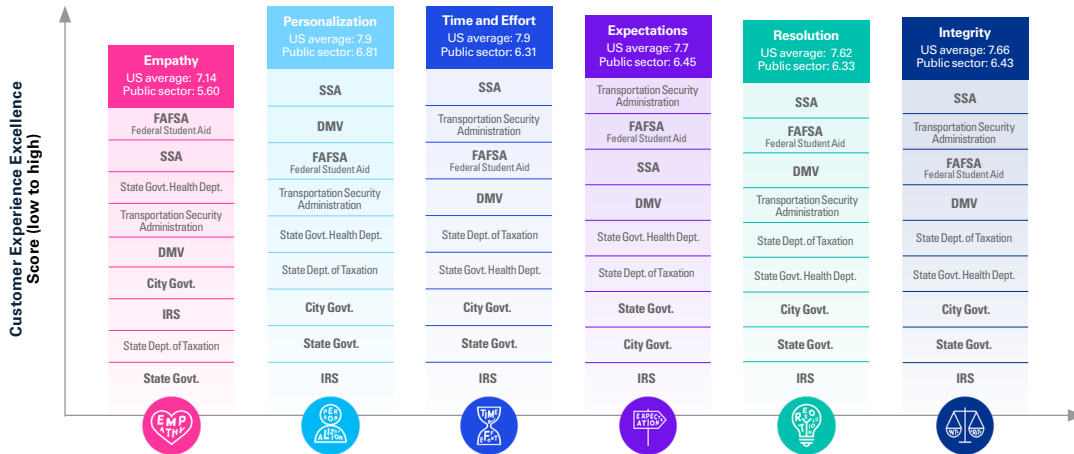 Customer Experience Excellence
Score (low to high)
Empathy
US average: 7.14
Public sector: 5.60
FAFSA
Federal Student Aid
SSA
State Govt. Health Dept.
Transportation Security
Administration
DMV
City Govt.
IRS
State Dept. of Taxation
State Govt.
EMPATHY
Personalization
US average: 7.9
Public sector: 6.81
SSA
DMV
FAFSA
Federal Student Aid
Transportation Security
Administration
State Govt. Health Dept.
State Dept. of Taxation
City Govt.
State Govt.
IRS
PERSONALIZATION
Time and Effort
US average: 7.9
Public sector: 6.31
SSA
Transportation Security
Administration
FAFSA
Federal Student Aid
DMV
State Dept. of Taxation
State Govt. Health Dept.
City Govt.
State Govt.
IRS
TIME
EFFORT
Expectations
US average: 7.7
Public sector: 6.45
Transportation Security
Administration
FAFSA
Federal Student Aid
SSA
DMV
State Govt. Health Dept.
State Dept. of Taxation
State Govt.
City Govt.
IRS
EXPECT
ATION
Resolution
US average: 7.62
Public sector: 6.33
SSA
FAFSA
Federal Student Aid
DMV
Transportation Security
Administration
State Dept. of Taxation
State Govt. Health Dept.
City Govt.
State Govt.
IRS
RESOLUTION
Integrity
US average: 7.66
Public sector: 6.43
SSA
Transportation Security
Administration
FAFSA
Federal Student Aid
DMV
State Dept. of Taxation
State Govt. Health Dept.
City Govt.
State Govt.
IRS